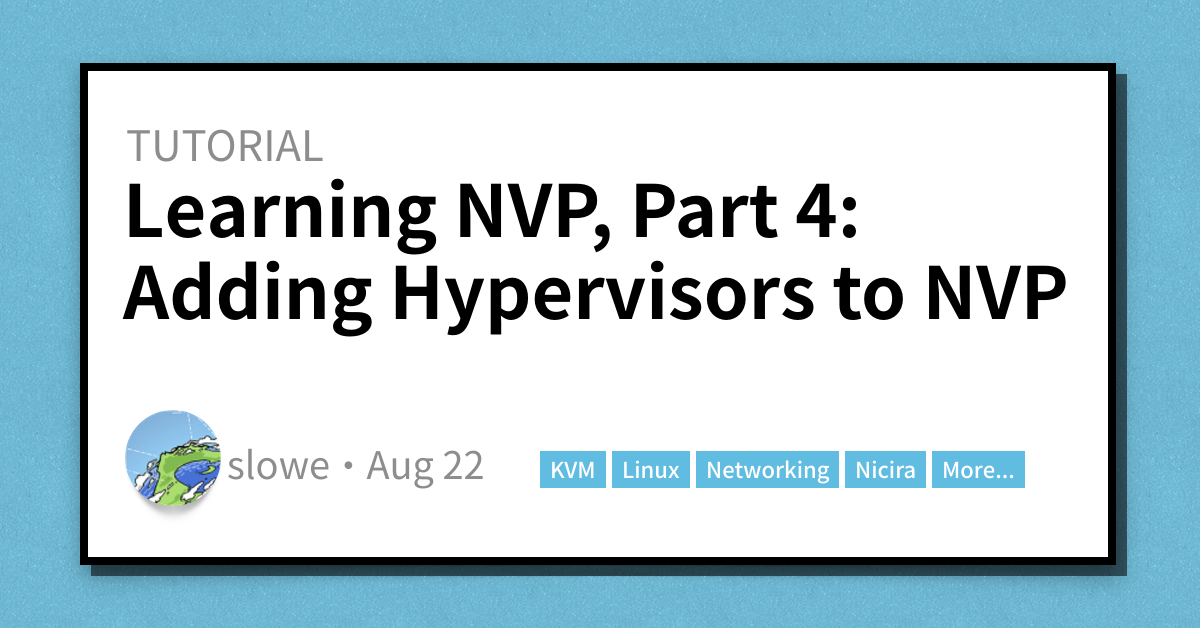 TUTORIAL
Learning NVP, Part 4:
Adding Hypervisors to NVP
slowe • Aug 22
KVM Linux Networking Nicira More...